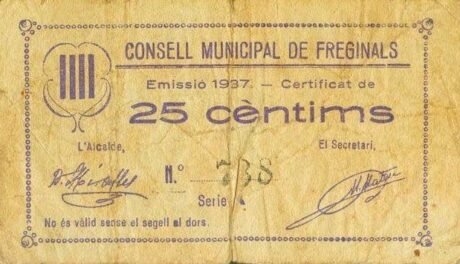 CONSELL MUNICIPAL DE FREGINALS
Emissió 1937. — Certificat de
25 cèntims
L'Alcalde, El Secretari,
N.º 738
Serie A
No és vàlid sense el segell al dors.